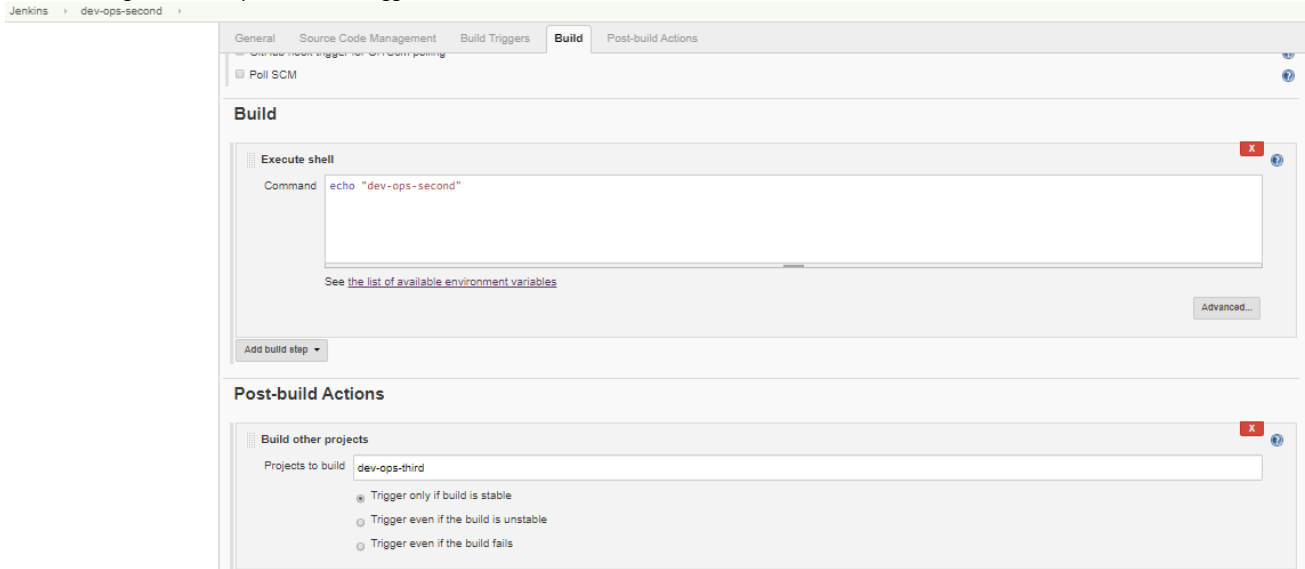 Jenkins dev-ops-second
General Source Code Management Build Triggers Build Post-build Actions
Poll SCM
Build
X
Execute shell
Command echo "dev-ops-second"
See the list of available environment variables
Advanced...
Add build step
Post-build Actions
X
Build other projects
Projects to build dev-ops-third
Trigger only if build is stable
Trigger even if the build is unstable
Trigger even if the build fails